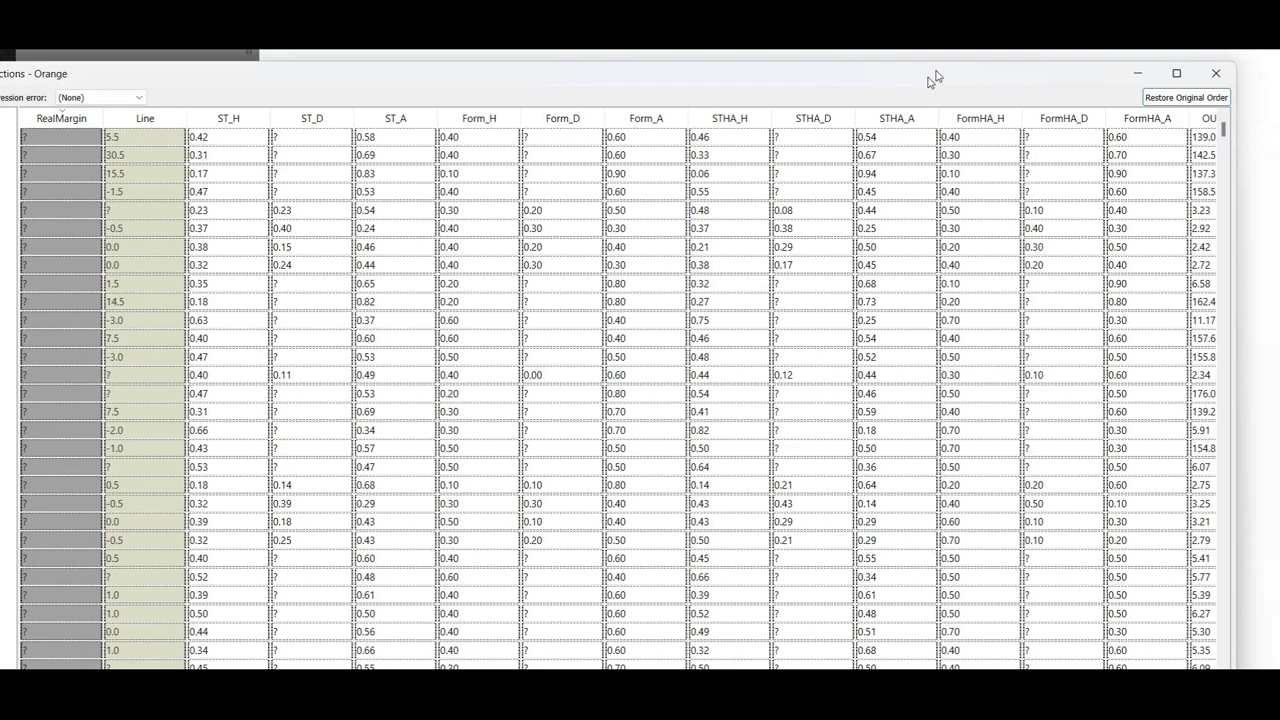 ctions - Orange
ression error: (None) Restore Original Order
RealMargin Line ST_H ST_D ST_A Form_H Form_D Form_A STHA_H STHA_D STHA_A FormHA_H FormHA_D FormHA_A OU
? 5.5 0.42 ? 0.58 0.40 ? 0.60 0.46 ? 0.54 0.40 ? 0.60 139.0
? 30.5 0.31 ? 0.69 0.40 ? 0.60 0.33 ? 0.67 0.30 ? 0.70 142.5
? 15.5 0.17 ? 0.83 0.10 ? 0.90 0.06 ? 0.94 0.10 ? 0.90 137.3
? -1.5 0.47 ? 0.53 0.40 ? 0.60 0.55 ? 0.45 0.40 ? 0.60 158.5
? ? 0.23 0.23 0.54 0.30 0.20 0.50 0.48 0.08 0.44 0.50 0.10 0.40 3.23
? -0.5 0.37 0.40 0.24 0.40 0.30 0.30 0.37 0.38 0.25 0.30 0.40 0.30 2.92
? 0.0 0.38 0.15 0.46 0.40 0.20 0.40 0.21 0.29 0.50 0.20 0.30 0.50 2.42
? 0.0 0.32 0.24 0.44 0.40 0.30 0.30 0.38 0.17 0.45 0.40 0.20 0.40 2.72
? 1.5 0.35 ? 0.65 0.20 ? 0.80 0.32 ? 0.68 0.10 ? 0.90 6.58
? 14.5 0.18 ? 0.82 0.20 ? 0.80 0.27 ? 0.73 0.20 ? 0.80 162.4
? -3.0 0.63 ? 0.37 0.60 ? 0.40 0.75 ? 0.25 0.70 ? 0.30 11.17
? 7.5 0.40 ? 0.60 0.60 ? 0.40 0.46 ? 0.54 0.40 ? 0.60 157.6
? -3.0 0.47 ? 0.53 0.50 ? 0.50 0.48 ? 0.52 0.50 ? 0.50 155.8
? ? 0.40 0.11 0.49 0.40 0.00 0.60 0.44 0.12 0.44 0.30 0.10 0.60 2.34
? ? 0.47 ? 0.53 0.20 ? 0.80 0.54 ? 0.46 0.50 ? 0.50 176.0
? 7.5 0.31 ? 0.69 0.30 ? 0.70 0.41 ? 0.59 0.40 ? 0.60 139.2
? -2.0 0.66 ? 0.34 0.30 ? 0.70 0.82 ? 0.18 0.70 ? 0.30 5.91
? -1.0 0.43 ? 0.57 0.50 ? 0.50 0.50 ? 0.50 0.70 ? 0.30 154.8
? ? 0.53 ? 0.47 0.50 ? 0.50 0.64 ? 0.36 0.50 ? 0.50 6.07
? 0.5 0.18 0.14 0.68 0.10 0.10 0.80 0.14 0.21 0.64 0.20 0.20 0.60 2.75
? -0.5 0.32 0.39 0.29 0.30 0.30 0.40 0.43 0.43 0.14 0.40 0.50 0.10 3.25
? 0.0 0.39 0.18 0.43 0.50 0.10 0.40 0.43 0.29 0.29 0.60 0.10 0.30 3.21
? -0.5 0.32 0.25 0.43 0.30 0.20 0.50 0.50 0.21 0.29 0.70 0.10 0.20 2.79
? 0.5 0.40 ? 0.60 0.40 ? 0.60 0.45 ? 0.55 0.50 ? 0.50 5.41
? ? 0.52 ? 0.48 0.60 ? 0.40 0.66 ? 0.34 0.50 ? 0.50 5.77
? 1.0 0.39 ? 0.61 0.40 ? 0.60 0.39 ? 0.61 0.50 ? 0.50 5.39
? 1.0 0.50 ? 0.50 0.40 ? 0.60 0.52 ? 0.48 0.50 ? 0.50 6.27
? 0.0 0.44 ? 0.56 0.40 ? 0.60 0.49 ? 0.51 0.70 ? 0.30 5.30
? 1.0 0.34 ? 0.66 0.40 ? 0.60 0.32 ? 0.68 0.40 ? 0.60 5.35